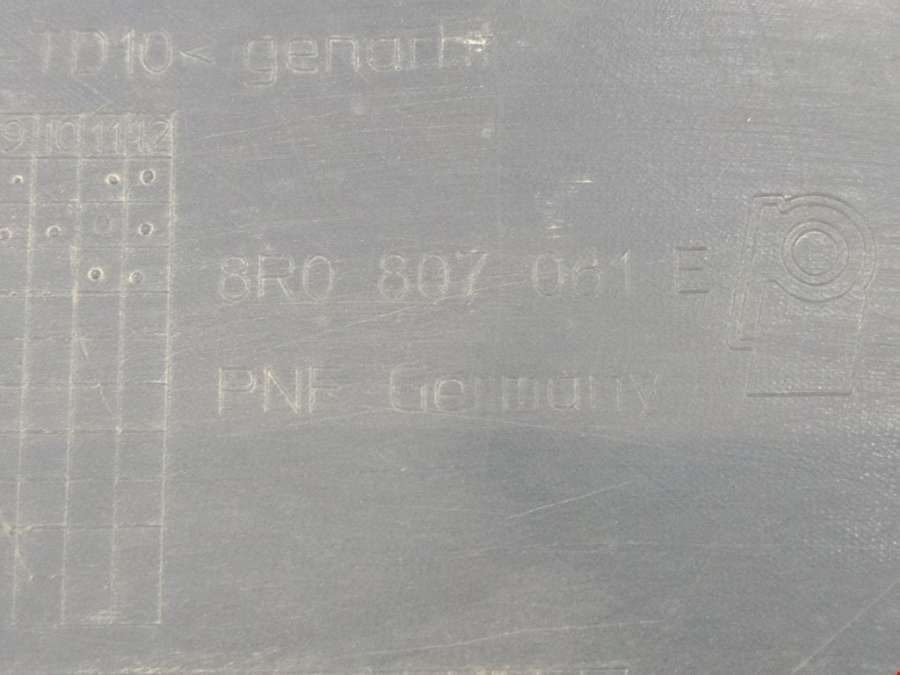 TD10< genarbt
9 10 11 12
8R0 807 061 E
PNF Germany